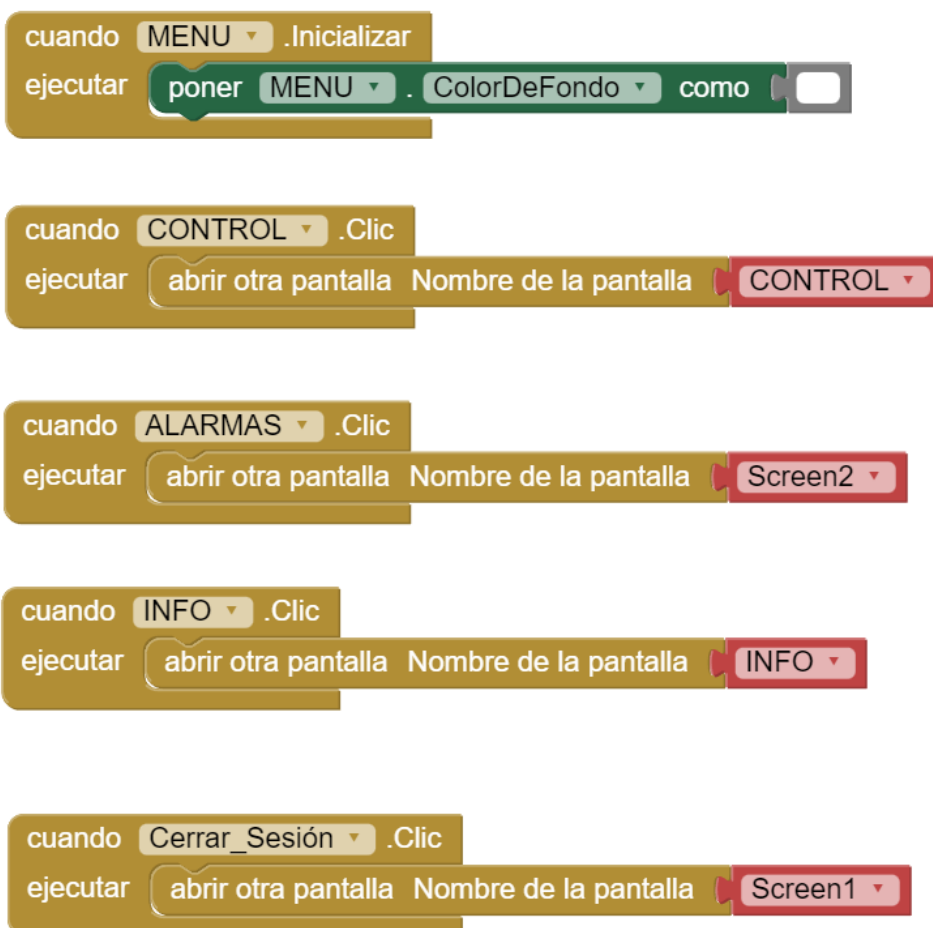 cuando MENU .Inicializar
ejecutar poner MENU . ColorDeFondo como
cuando CONTROL .Clic
ejecutar abrir otra pantalla Nombre de la pantalla CONTROL
cuando ALARMAS .Clic
ejecutar abrir otra pantalla Nombre de la pantalla Screen2
cuando INFO .Clic
ejecutar abrir otra pantalla Nombre de la pantalla INFO
cuando Cerrar_Sesión .Clic
ejecutar abrir otra pantalla Nombre de la pantalla Screen1